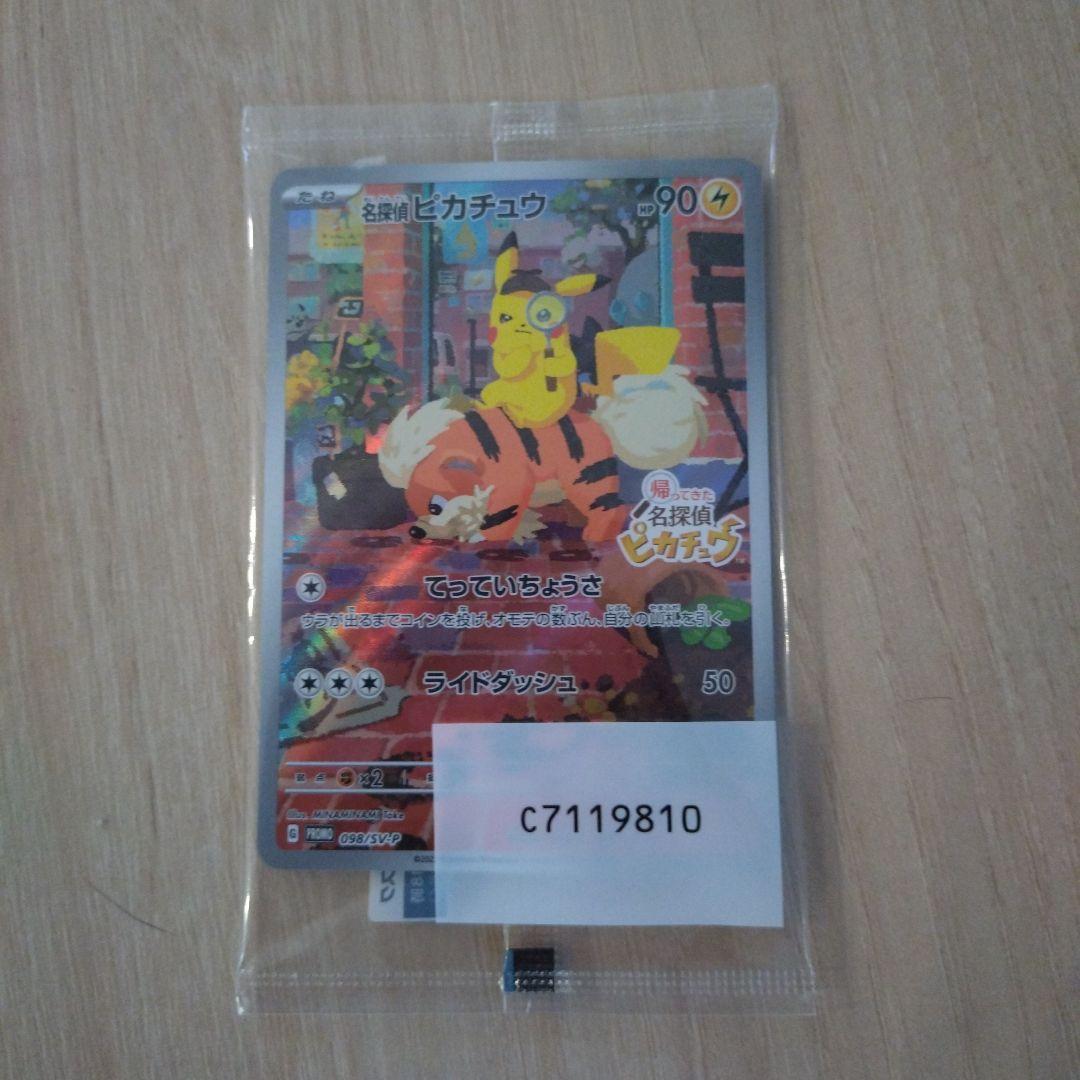 たね
名探偵ピカチュウ
HP90
帰ってきた
名探偵
ピカチュウ
てっていちょうさ
ウラが出るまでコインを投げ、オモテの数ぶん、自分の山札を引く。
ライドダッシュ 50
弱点 ×2
Illus. MINAMINAMI Take
G PROMO 098/SV-P
C7119810